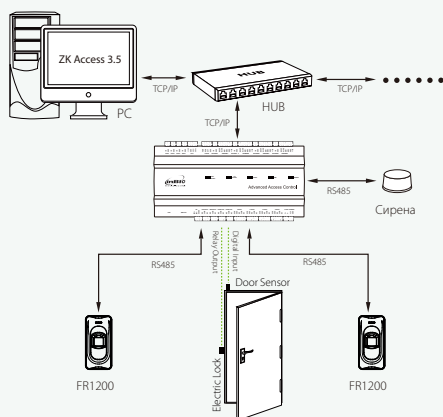 ZK Access 3.5
HUB
PC
TCP/IP
HUB
TCP/IP
TCP/IP
Advanced Access Control
RS485
Сирена
Relay Output
Digital Input
RS485
RS485
Door Sensor
Electric Lock
FR1200
FR1200